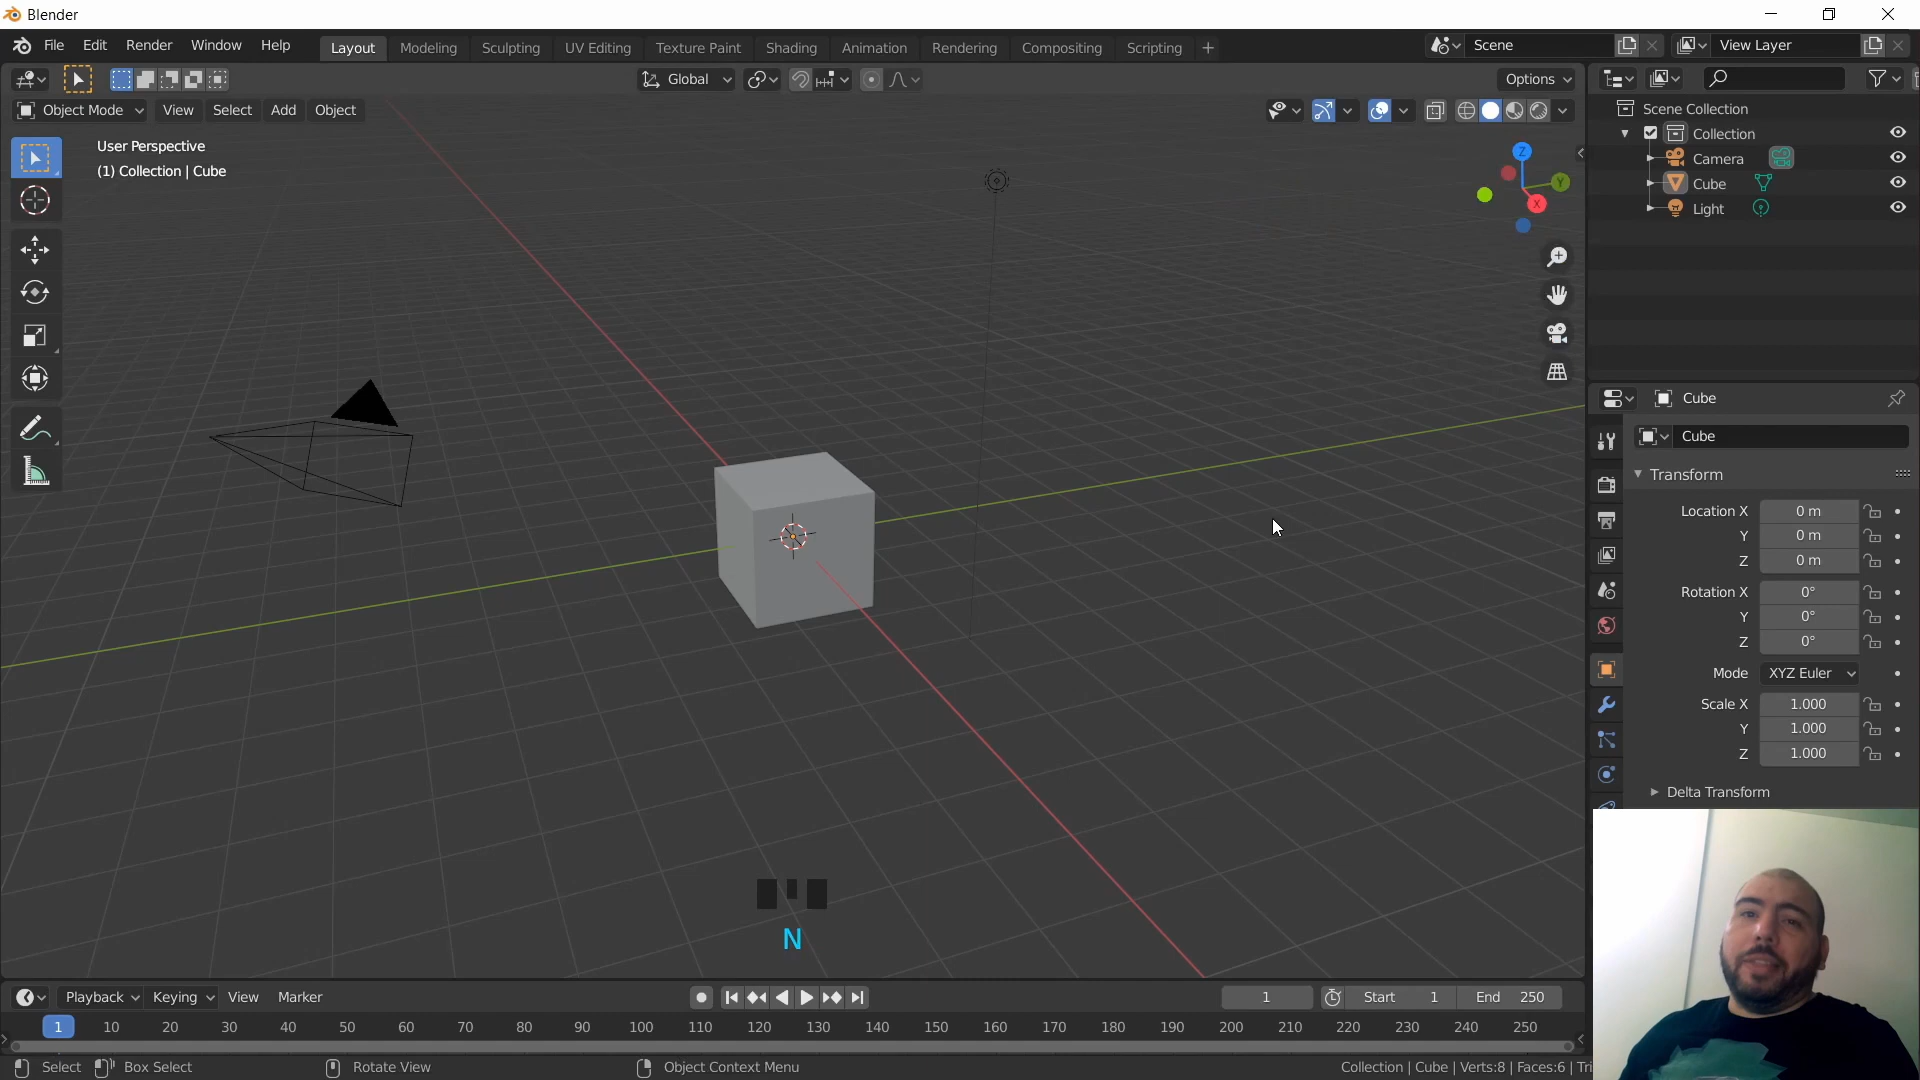 Blender
File Edit Render Window Help Layout Modeling Sculpting UV Editing Texture Paint Shading Animation Rendering Compositing Scripting + Scene View Layer
Global Options
Object Mode View Select Add Object
User Perspective
(1) Collection | Cube
Z
Y
X
Scene Collection
Collection
Camera
Cube
Light
Cube
Cube
Transform
Location X 0 m
Y 0 m
Z 0 m
Rotation X 0°
Y 0°
Z 0°
Mode XYZ Euler
Scale X 1.000
Y 1.000
Z 1.000
Delta Transform
N
Playback Keying View Marker 1 Start 1 End 250
1 10 20 30 40 50 60 70 80 90 100 110 120 130 140 150 160 170 180 190 200 210 220 230 240 250
Select Box Select Rotate View Object Context Menu Collection | Cube | Verts:8 | Faces:6 | Tri